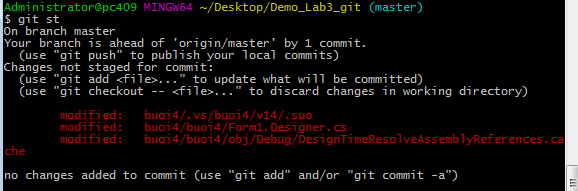 Administrator@pc409 MINGW64 ~/Desktop/Demo_Lab3_git (master)
$ git st
On branch master
Your branch is ahead of 'origin/master' by 1 commit.
  (use "git push" to publish your local commits)
Changes not staged for commit:
  (use "git add <file>..." to update what will be committed)
  (use "git checkout -- <file>..." to discard changes in working directory)

        modified:   buoi4/.vs/buoi4/v14/.suo
        modified:   buoi4/buoi4/Form1.Designer.cs
        modified:   buoi4/buoi4/obj/Debug/DesignTimeResolveAssemblyReferences.ca
che

no changes added to commit (use "git add" and/or "git commit -a")